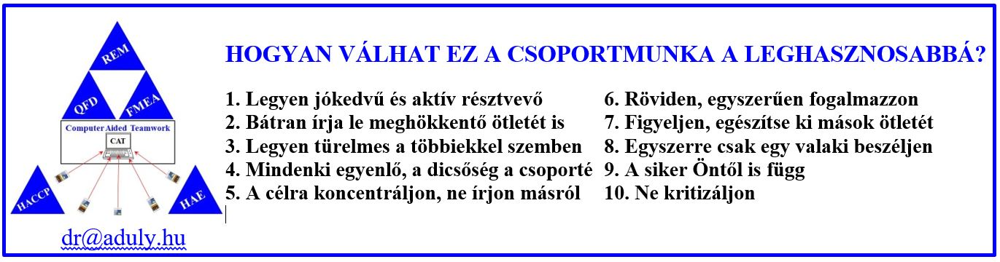 REM
QFD
FMEA
Computer Aided Teamwork
CAT
HACCP
HAE
dr@aduly.hu
HOGYAN VÁLHAT EZ A CSOPORTMUNKA A LEGHASZNOSABBÁ?
1. Legyen jókedvű és aktív résztvevő
2. Bátran írja le meghökkentő ötletét is
3. Legyen türelmes a többiekkel szemben
4. Mindenki egyenlő, a dicsőség a csoporté
5. A célra koncentráljon, ne írjon másról
6. Röviden, egyszerűen fogalmazzon
7. Figyeljen, egészítse ki mások ötletét
8. Egyszerre csak egy valaki beszéljen
9. A siker Öntől is függ
10. Ne kritizáljon